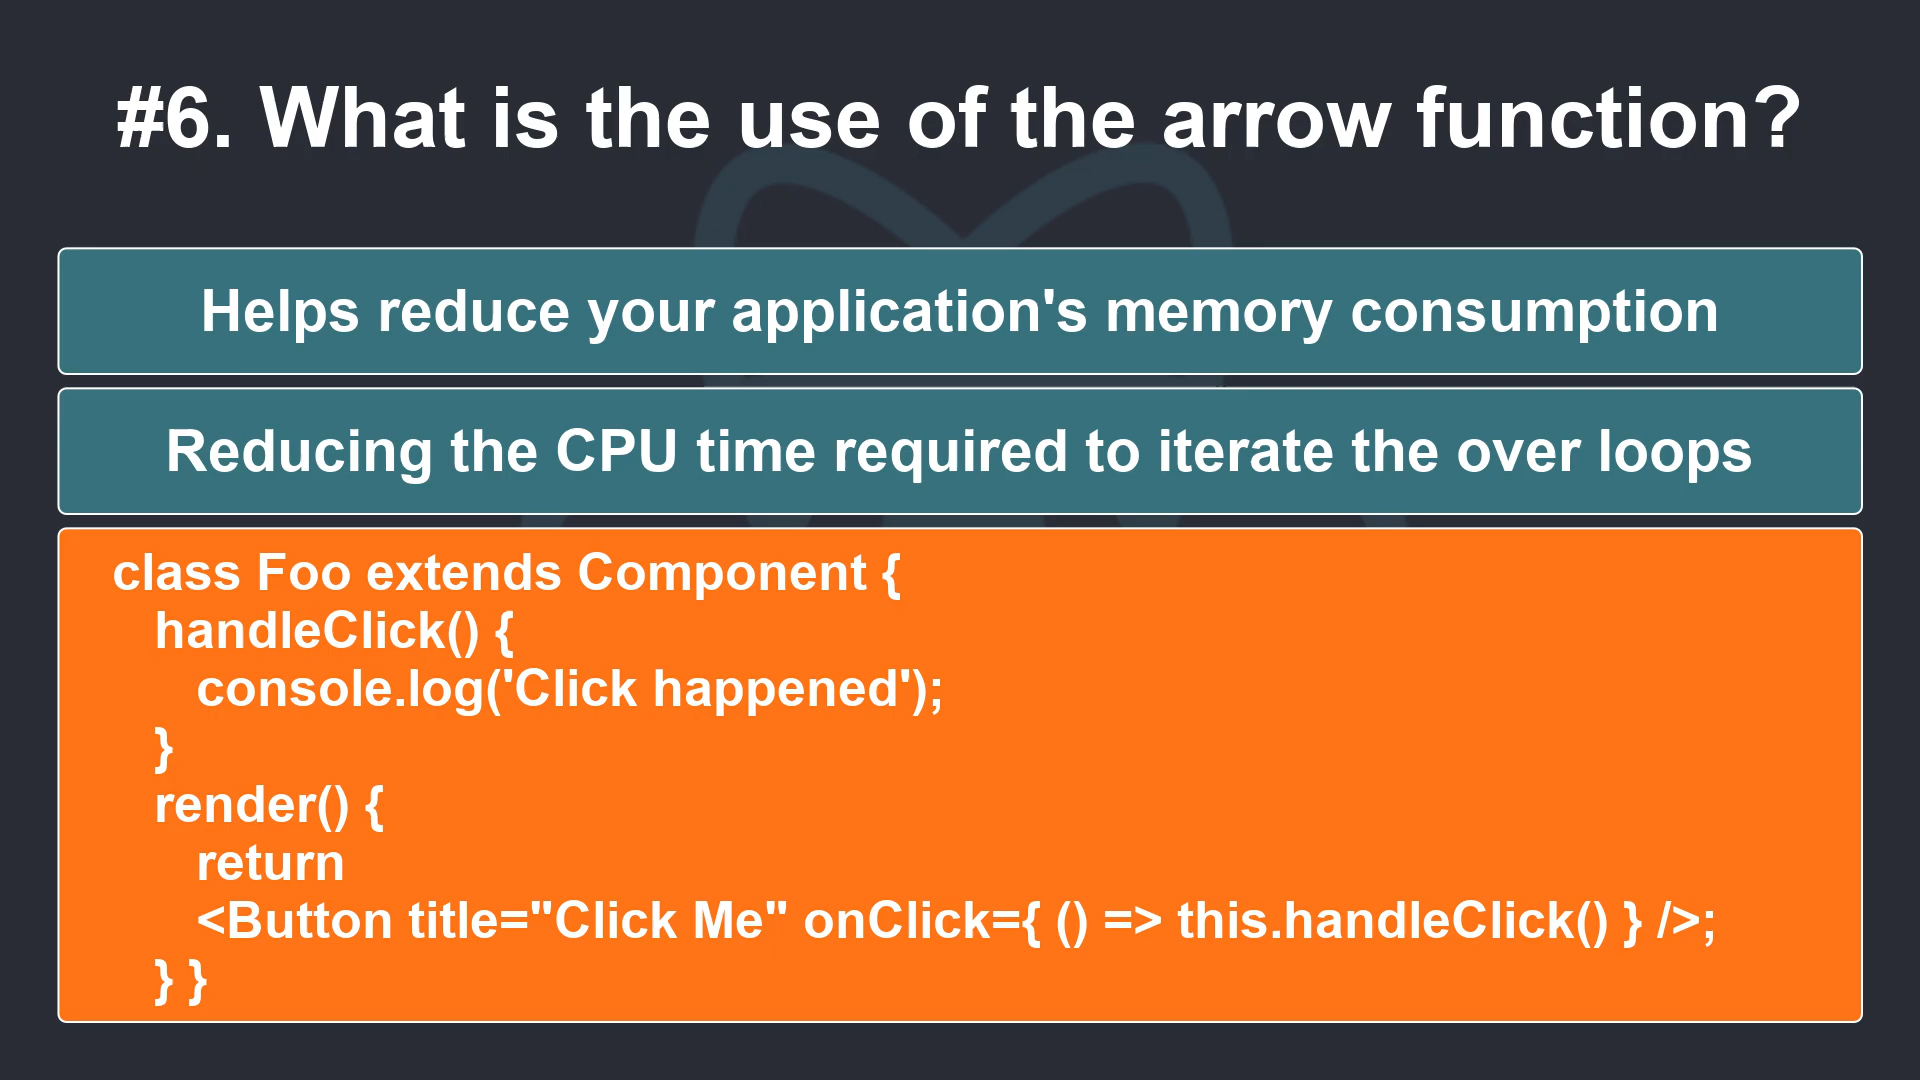 #6. What is the use of the arrow function?
Helps reduce your application's memory consumption
Reducing the CPU time required to iterate the over loops
class Foo extends Component {
handleClick() {
console.log('Click happened');
}
render() {
return
<Button title="Click Me" onClick={ () => this.handleClick() } />;
} }